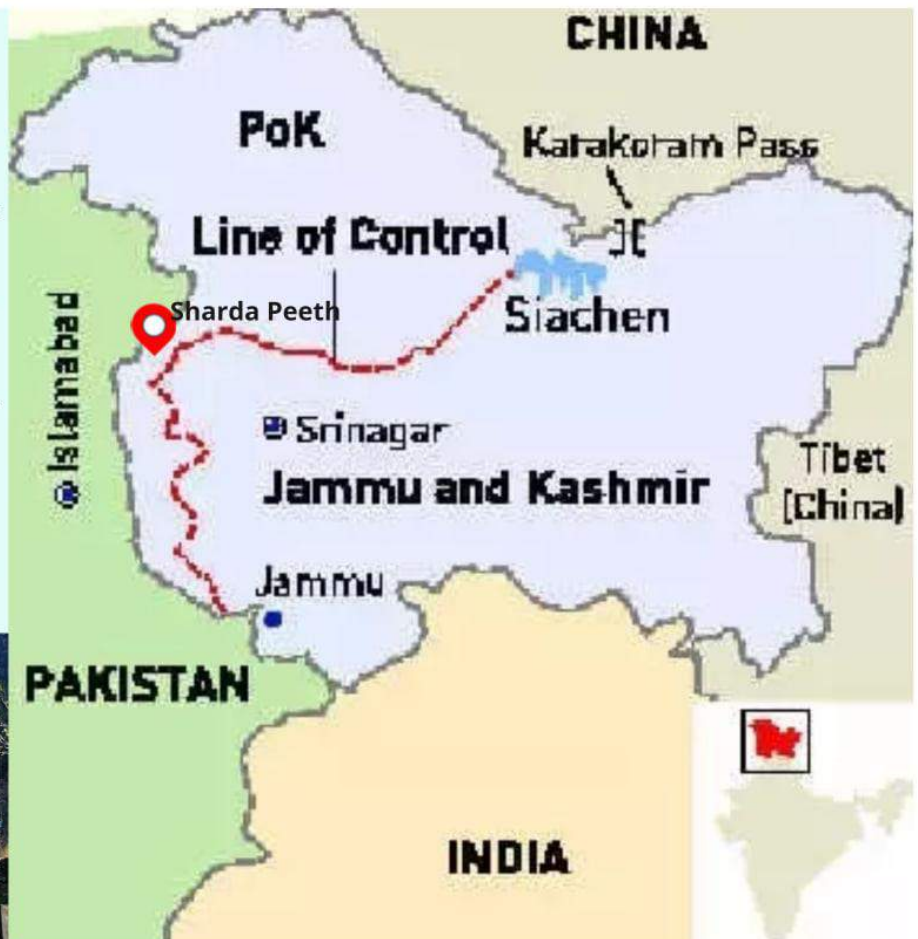 CHINA
PoK
Karakoram Pass
Line of Control
Sharda Peeth
Siachen
Islamabad
Srinagar
Jammu and Kashmir
Tibet
(China)
Jammu
PAKISTAN
INDIA